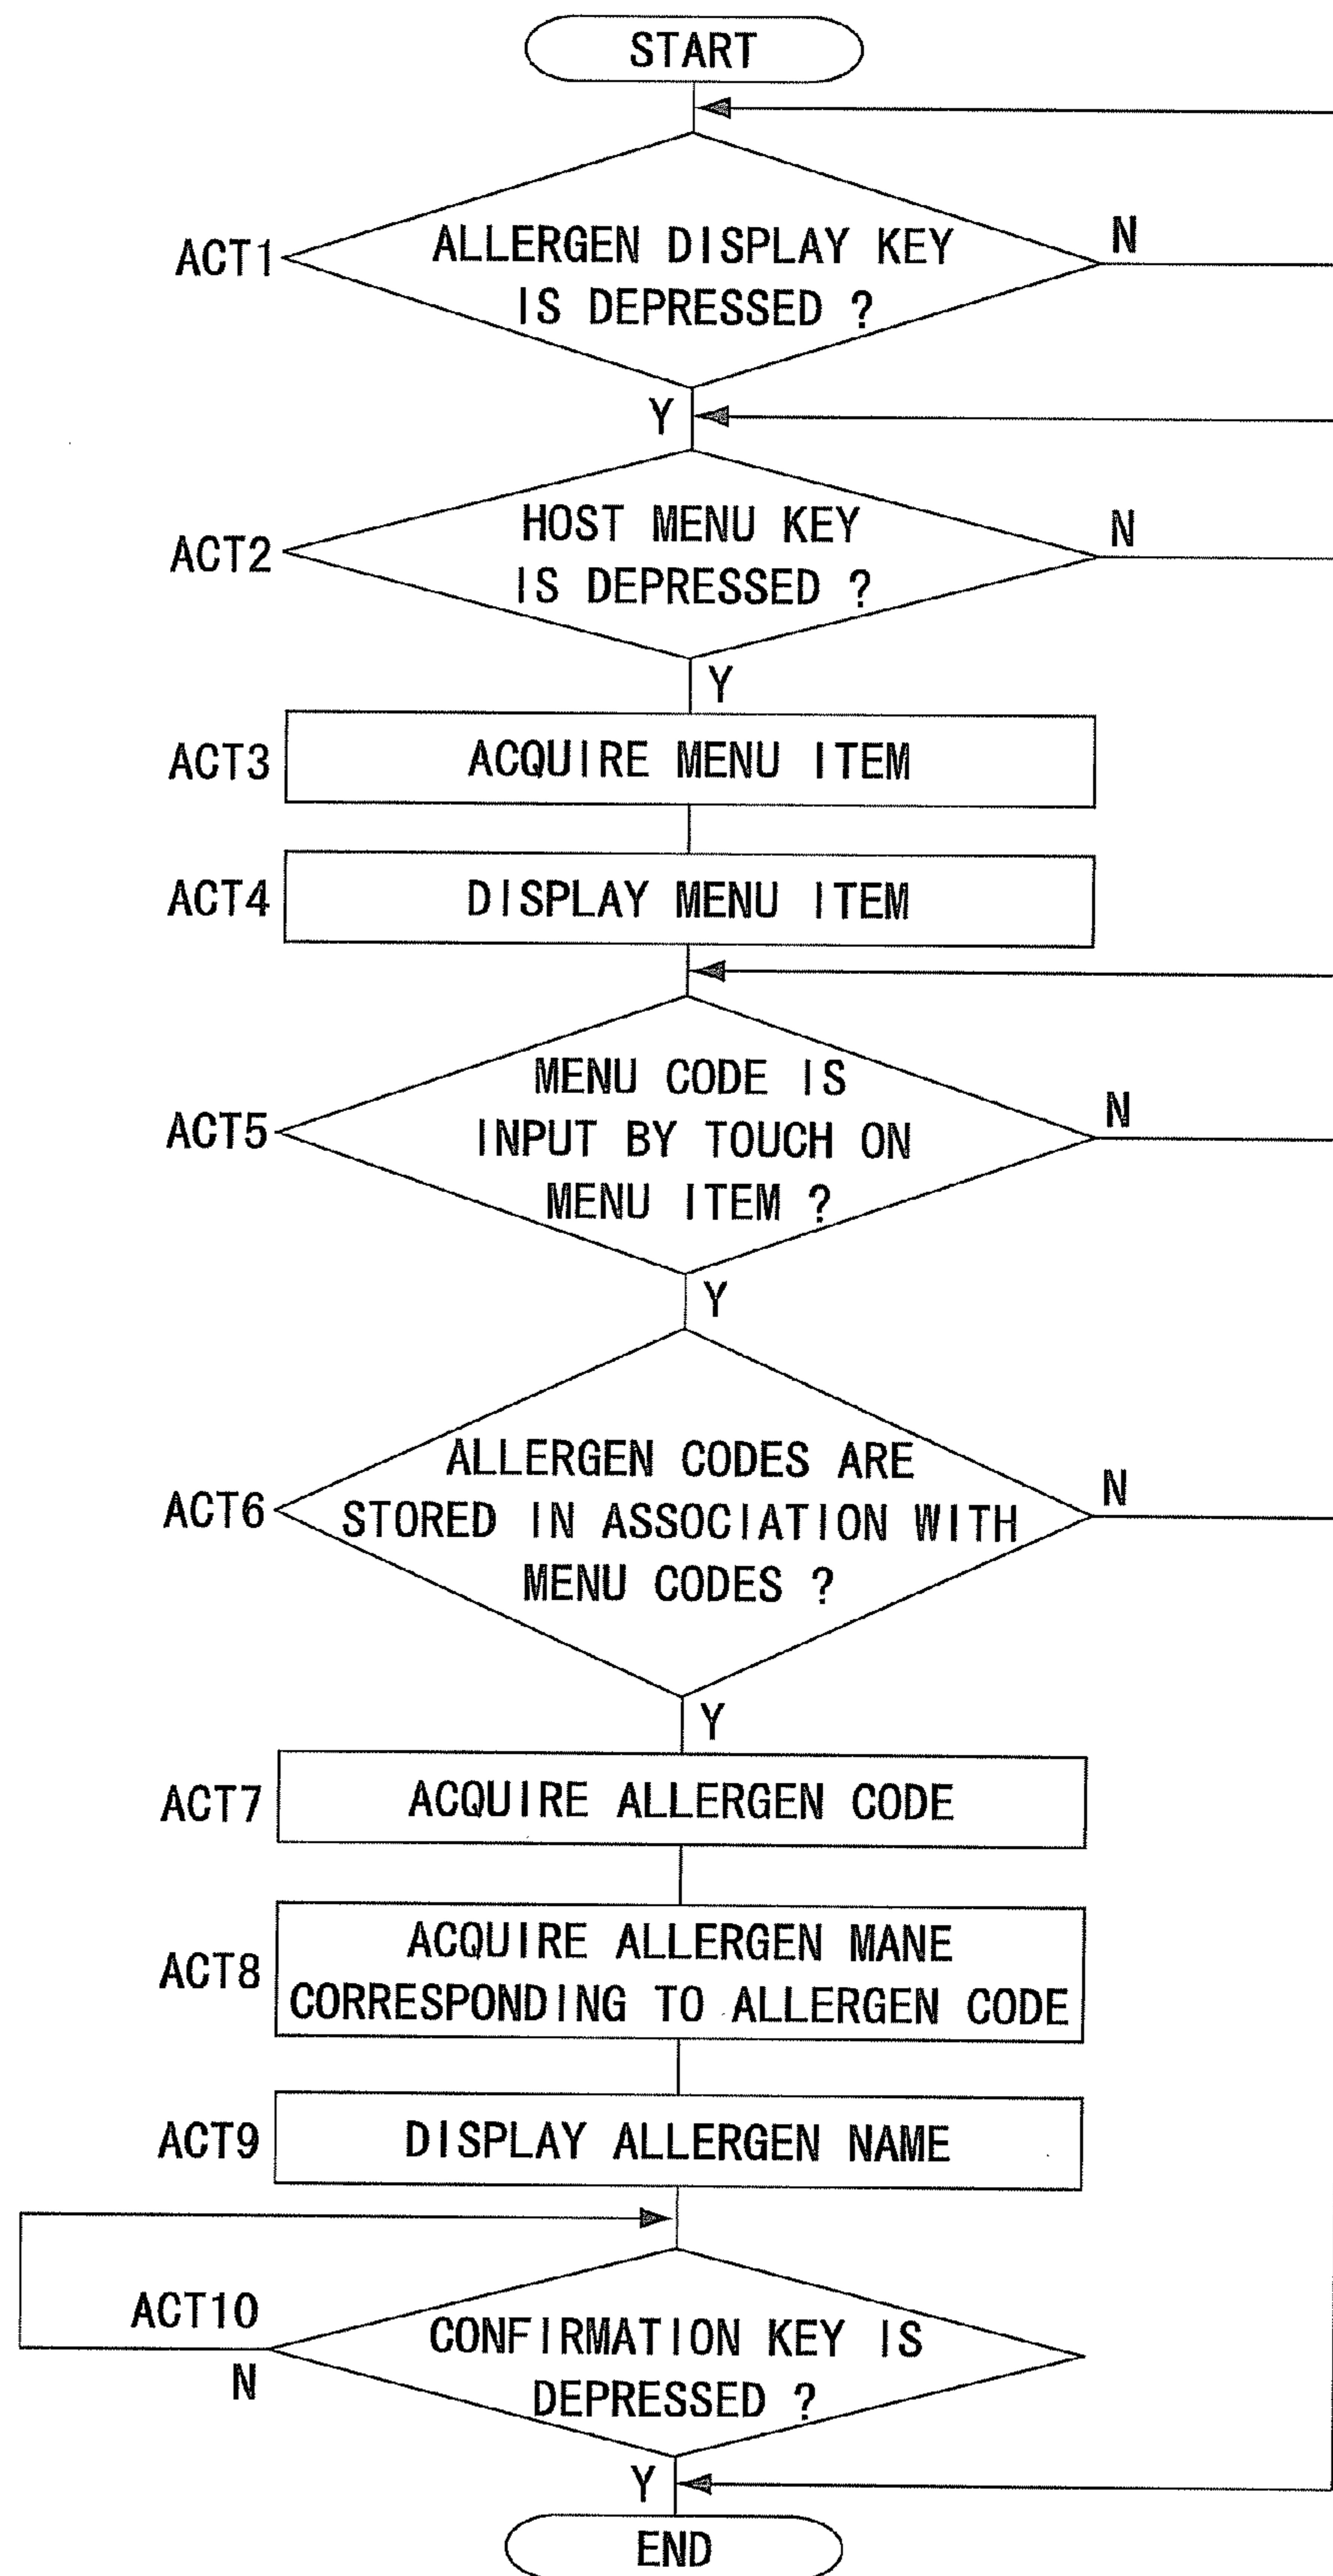 START
ACT1
ALLERGEN DISPLAY KEY
IS DEPRESSED ?
N
Y
ACT2
HOST MENU KEY
IS DEPRESSED ?
N
Y
ACT3
ACQUIRE MENU ITEM
ACT4
DISPLAY MENU ITEM
ACT5
MENU CODE IS
INPUT BY TOUCH ON
MENU ITEM ?
N
Y
ACT6
ALLERGEN CODES ARE
STORED IN ASSOCIATION WITH
MENU CODES ?
N
Y
ACT7
ACQUIRE ALLERGEN CODE
ACT8
ACQUIRE ALLERGEN MANE
CORRESPONDING TO ALLERGEN CODE
ACT9
DISPLAY ALLERGEN NAME
ACT10
CONFIRMATION KEY IS
DEPRESSED ?
N
Y
END